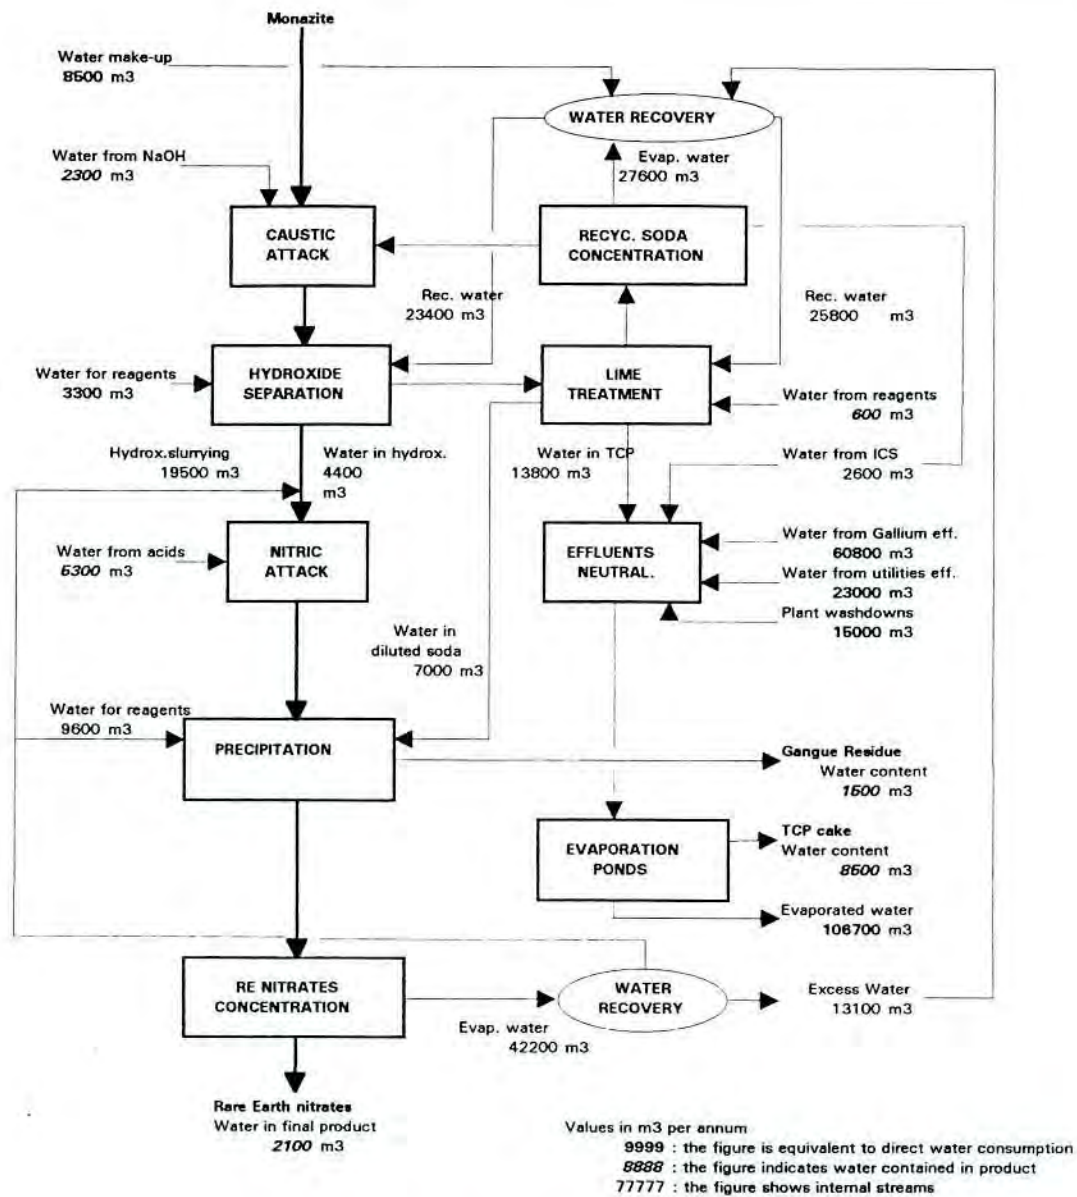 Monazite
Water make-up
8500 m3
WATER RECOVERY
Water from NaOH
2300 m3
Evap. water
27600 m3
CAUSTIC
ATTACK
RECYC. SODA
CONCENTRATION
Rec. water
23400 m3
Rec. water
25800 m3
Water for reagents
3300 m3
HYDROXIDE
SEPARATION
LIME
TREATMENT
Water from reagents
600 m3
Hydrox.slurrying
19500 m3
Water in hydrox.
4400
m3
Water in TCP
13800 m3
Water from ICS
2600 m3
Water from acids
6300 m3
NITRIC
ATTACK
EFFLUENTS
NEUTRAL.
Water from Gallium eff.
60800 m3
Water from utilities eff.
23000 m3
Plant washdowns
15000 m3
Water in
diluted soda
7000 m3
Water for reagents
9600 m3
PRECIPITATION
Gangue Residue
Water content
1500 m3
EVAPORATION
PONDS
TCP cake
Water content
8500 m3
Evaporated water
106700 m3
RE NITRATES
CONCENTRATION
WATER
RECOVERY
Excess Water
13100 m3
Evap. water
42200 m3
Rare Earth nitrates
Water in final product
2100 m3
Values in m3 per annum
9999 : the figure is equivalent to direct water consumption
8888 : the figure indicates water contained in product
77777 : the figure shows internal streams